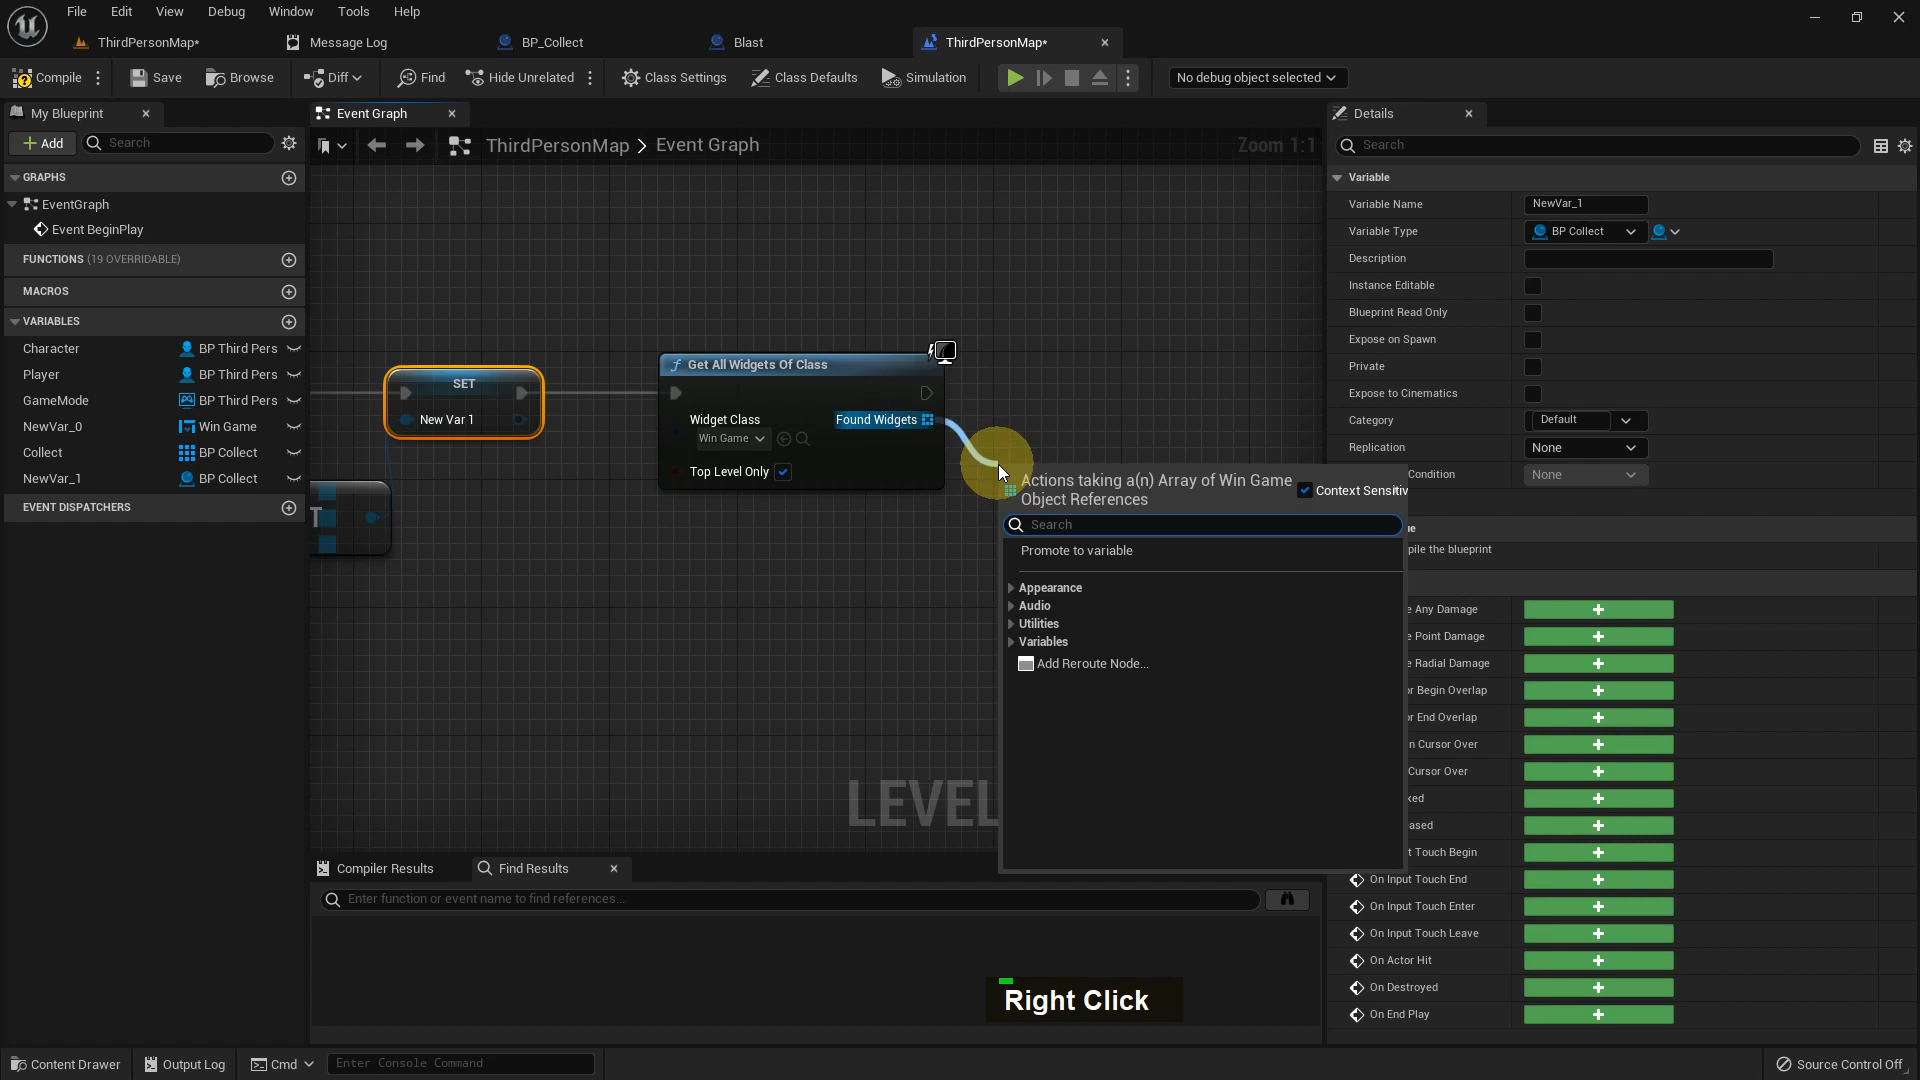 File Edit View Debug Window Tools Help
ThirdPersonMap* Message Log BP_Collect Blast ThirdPersonMap*
Compile Save Browse Diff Find Hide Unrelated Class Settings Class Defaults Simulation No debug object selected
My Blueprint
Event Graph
Details
Add Search
ThirdPersonMap > Event Graph Zoom 1:1
Search
GRAPHS
EventGraph
Event BeginPlay
FUNCTIONS (19 OVERRIDABLE)
MACROS
VARIABLES
Character BP Third Pers
Player BP Third Pers
GameMode BP Third Pers
NewVar_0 Win Game
Collect BP Collect
NewVar_1 BP Collect
EVENT DISPATCHERS
SET
New Var 1
T
Get All Widgets Of Class
Widget Class Found Widgets
Win Game
Top Level Only
Actions taking a(n) Array of Win Game
Object References
Context Sensitiv
Search
Promote to variable
Appearance
Audio
Utilities
Variables
Add Reroute Node...
LEVEL
Variable
Variable Name NewVar_1
Variable Type BP Collect
Description
Instance Editable
Blueprint Read Only
Expose on Spawn
Private
Expose to Cinematics
Category Default
Replication None
Condition None
ue
pile the blueprint
e Any Damage
e Point Damage
e Radial Damage
or Begin Overlap
or End Overlap
n Cursor Over
Cursor Over
ked
eased
t Touch Begin
On Input Touch End
On Input Touch Enter
On Input Touch Leave
On Actor Hit
On Destroyed
On End Play
Compiler Results Find Results
Enter function or event name to find references...
Right Click
Content Drawer Output Log Cmd Enter Console Command Source Control Off